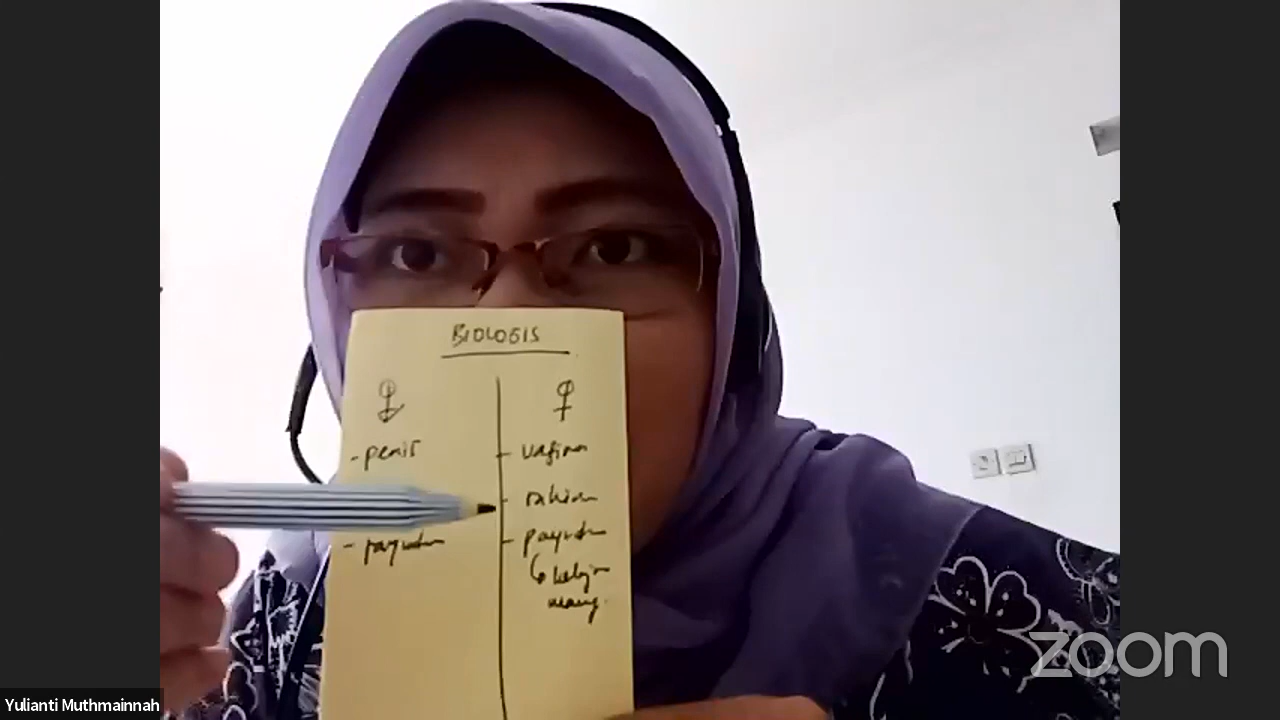 BIOLOGIS
- penis
- vagina
- rahim
- payudara
- payudara
zoom
Yulianti Muthmainnah